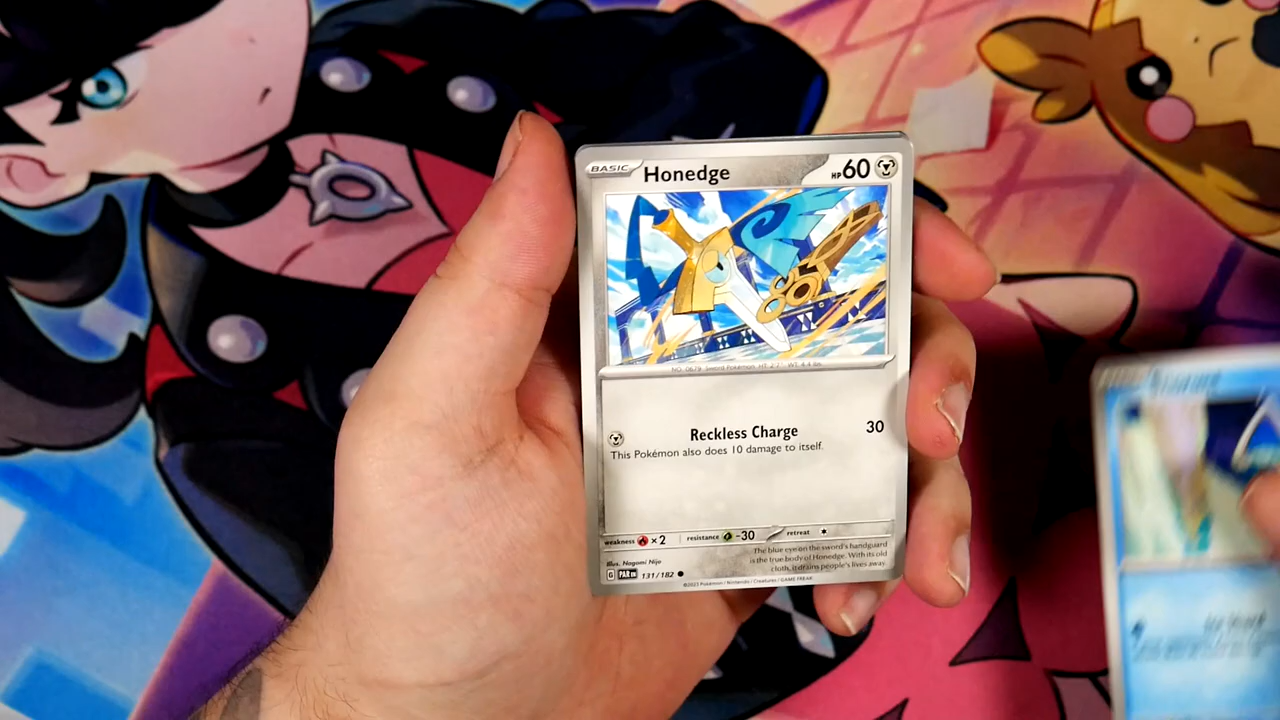 BASIC Honedge HP 60
NO. 0679 Sword Pokémon HT: 2'7" WT: 4.4 lbs.
Reckless Charge 30
This Pokémon also does 10 damage to itself.
weakness ×2 resistance -30 retreat
The blue eye on the sword's handguard
is the true body of Honedge. With its old
cloth, it drains people's lives away.
Illus. Nagomi Nijo
G PAR EN 131/182
©2023 Pokémon / Nintendo / Creatures / GAME FREAK